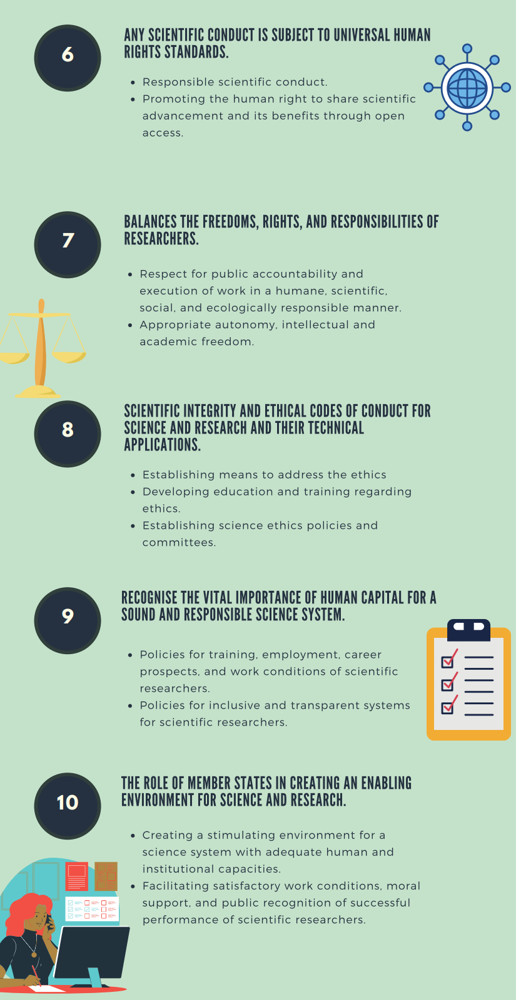 6
ANY SCIENTIFIC CONDUCT IS SUBJECT TO UNIVERSAL HUMAN
RIGHTS STANDARDS.
• Responsible scientific conduct.
• Promoting the human right to share scientific
advancement and its benefits through open
access.
7
BALANCES THE FREEDOMS, RIGHTS, AND RESPONSIBILITIES OF
RESEARCHERS.
• Respect for public accountability and
execution of work in a humane, scientific,
social, and ecologically responsible manner.
• Appropriate autonomy, intellectual and
academic freedom.
8
SCIENTIFIC INTEGRITY AND ETHICAL CODES OF CONDUCT FOR
SCIENCE AND RESEARCH AND THEIR TECHNICAL
APPLICATIONS.
• Establishing means to address the ethics
• Developing education and training regarding
ethics.
• Establishing science ethics policies and
committees.
9
RECOGNISE THE VITAL IMPORTANCE OF HUMAN CAPITAL FOR A
SOUND AND RESPONSIBLE SCIENCE SYSTEM.
• Policies for training, employment, career
prospects, and work conditions of scientific
researchers.
• Policies for inclusive and transparent systems
for scientific researchers.
10
THE ROLE OF MEMBER STATES IN CREATING AN ENABLING
ENVIRONMENT FOR SCIENCE AND RESEARCH.
• Creating a stimulating environment for a
science system with adequate human and
institutional capacities.
• Facilitating satisfactory work conditions, moral
support, and public recognition of successful
performance of scientific researchers.